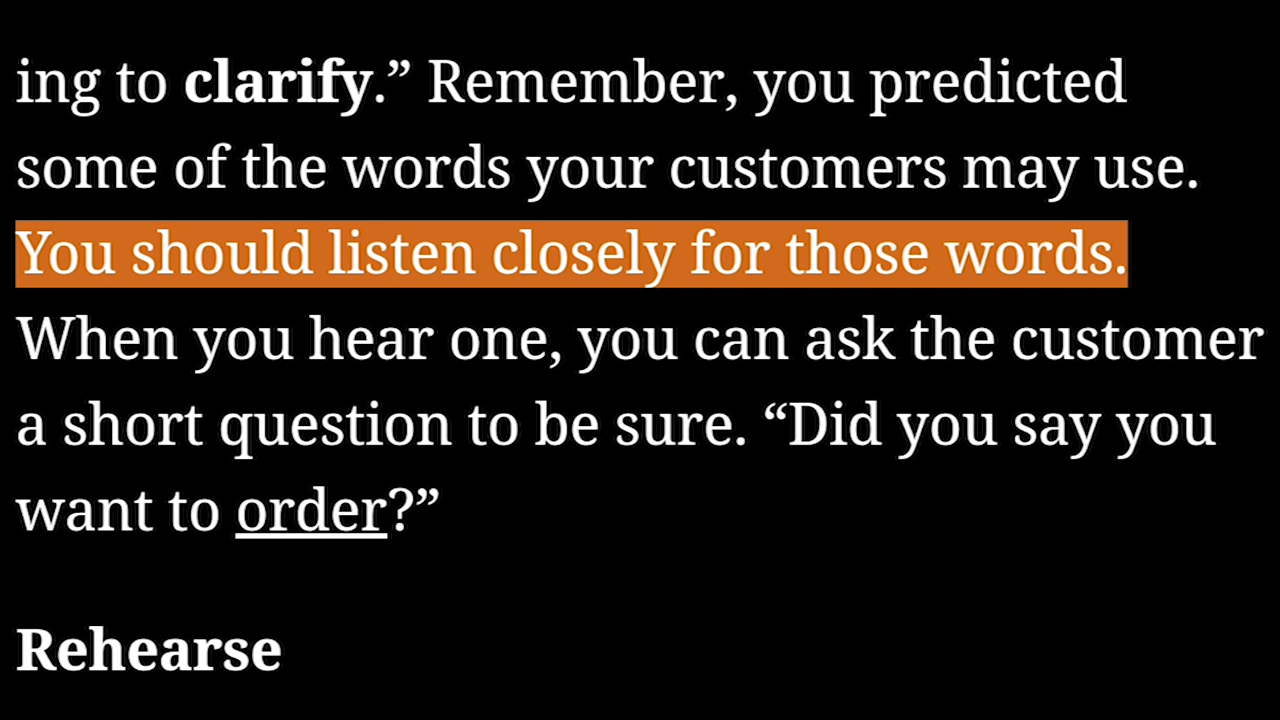 ing to clarify.” Remember, you predicted
some of the words your customers may use.
You should listen closely for those words.
When you hear one, you can ask the customer
a short question to be sure. “Did you say you
want to order?”
Rehearse